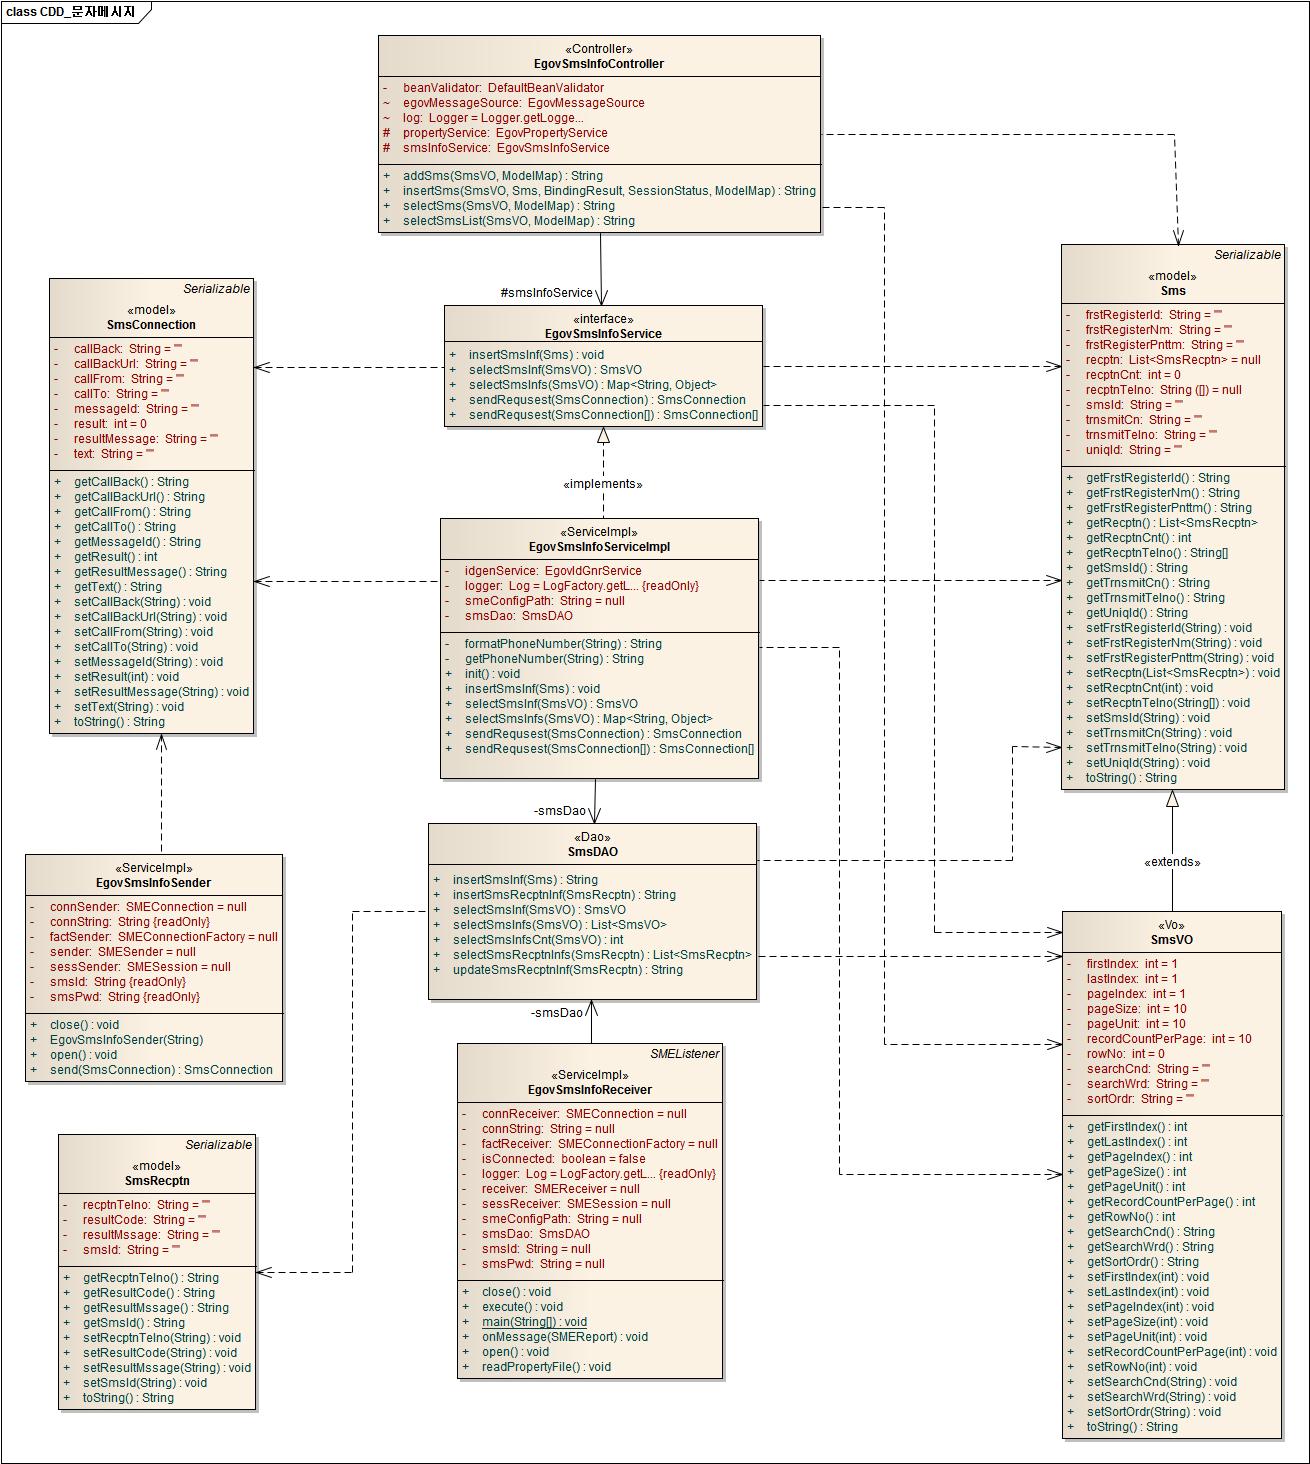 class CDD_문자메시지
«Controller»
EgovSmsInfoController
- beanValidator: DefaultBeanValidator
~ egovMessageSource: EgovMessageSource
~ log: Logger = Logger.getLogge...
# propertyService: EgovPropertyService
# smsInfoService: EgovSmsInfoService
+ addSms(SmsVO, ModelMap) : String
+ insertSms(SmsVO, Sms, BindingResult, SessionStatus, ModelMap) : String
+ selectSms(SmsVO, ModelMap) : String
+ selectSmsList(SmsVO, ModelMap) : String
#smsInfoService
Serializable
«model»
SmsConnection
- callBack: String = ""
- callBackUrl: String = ""
- callFrom: String = ""
- callTo: String = ""
- messageId: String = ""
- result: int = 0
- resultMessage: String = ""
- text: String = ""
+ getCallBack() : String
+ getCallBackUrl() : String
+ getCallFrom() : String
+ getCallTo() : String
+ getMessageId() : String
+ getResult() : int
+ getResultMessage() : String
+ getText() : String
+ setCallBack(String) : void
+ setCallBackUrl(String) : void
+ setCallFrom(String) : void
+ setCallTo(String) : void
+ setMessageId(String) : void
+ setResult(int) : void
+ setResultMessage(String) : void
+ setText(String) : void
+ toString() : String
«interface»
EgovSmsInfoService
+ insertSmsInf(Sms) : void
+ selectSmsInf(SmsVO) : SmsVO
+ selectSmsInfs(SmsVO) : Map<String, Object>
+ sendRequsest(SmsConnection) : SmsConnection
+ sendRequsest(SmsConnection[]) : SmsConnection[]
«implements»
Serializable
«model»
Sms
- frstRegisterId: String = ""
- frstRegisterNm: String = ""
- frstRegisterPnttm: String = ""
- recptn: List<SmsRecptn> = null
- recptnCnt: int = 0
- recptnTelno: String ([]) = null
- smsId: String = ""
- trnsmitCn: String = ""
- trnsmitTelno: String = ""
- uniqId: String = ""
+ getFrstRegisterId() : String
+ getFrstRegisterNm() : String
+ getFrstRegisterPnttm() : String
+ getRecptn() : List<SmsRecptn>
+ getRecptnCnt() : int
+ getRecptnTelno() : String[]
+ getSmsId() : String
+ getTrnsmitCn() : String
+ getTrnsmitTelno() : String
+ getUniqId() : String
+ setFrstRegisterId(String) : void
+ setFrstRegisterNm(String) : void
+ setFrstRegisterPnttm(String) : void
+ setRecptn(List<SmsRecptn>) : void
+ setRecptnCnt(int) : void
+ setRecptnTelno(String[]) : void
+ setSmsId(String) : void
+ setTrnsmitCn(String) : void
+ setTrnsmitTelno(String) : void
+ setUniqId(String) : void
+ toString() : String
«ServiceImpl»
EgovSmsInfoServiceImpl
- idgenService: EgovIdGnrService
- logger: Log = LogFactory.getL... {readOnly}
- smeConfigPath: String = null
- smsDao: SmsDAO
- formatPhoneNumber(String) : String
- getPhoneNumber(String) : String
+ init() : void
+ insertSmsInf(Sms) : void
+ selectSmsInf(SmsVO) : SmsVO
+ selectSmsInfs(SmsVO) : Map<String, Object>
+ sendRequsest(SmsConnection) : SmsConnection
+ sendRequsest(SmsConnection[]) : SmsConnection[]
-smsDao
«ServiceImpl»
EgovSmsInfoSender
- connSender: SMEConnection = null
- connString: String {readOnly}
- factSender: SMEConnectionFactory = null
- sender: SMESender = null
- sessSender: SMESession = null
- smsId: String {readOnly}
- smsPwd: String {readOnly}
+ close() : void
+ EgovSmsInfoSender(String)
+ open() : void
+ send(SmsConnection) : SmsConnection
«Dao»
SmsDAO
+ insertSmsInf(Sms) : String
+ insertSmsRecptnInf(SmsRecptn) : String
+ selectSmsInf(SmsVO) : SmsVO
+ selectSmsInfs(SmsVO) : List<SmsVO>
+ selectSmsInfsCnt(SmsVO) : int
+ selectSmsRecptnInfs(SmsRecptn) : List<SmsRecptn>
+ updateSmsRecptnInf(SmsRecptn) : String
-smsDao
«extends»
«Vo»
SmsVO
- firstIndex: int = 1
- lastIndex: int = 1
- pageIndex: int = 1
- pageSize: int = 10
- pageUnit: int = 10
- recordCountPerPage: int = 10
- rowNo: int = 0
- searchCnd: String = ""
- searchWrd: String = ""
- sortOrdr: String = ""
+ getFirstIndex() : int
+ getLastIndex() : int
+ getPageIndex() : int
+ getPageSize() : int
+ getPageUnit() : int
+ getRecordCountPerPage() : int
+ getRowNo() : int
+ getSearchCnd() : String
+ getSearchWrd() : String
+ getSortOrdr() : String
+ setFirstIndex(int) : void
+ setLastIndex(int) : void
+ setPageIndex(int) : void
+ setPageSize(int) : void
+ setPageUnit(int) : void
+ setRecordCountPerPage(int) : void
+ setRowNo(int) : void
+ setSearchCnd(String) : void
+ setSearchWrd(String) : void
+ setSortOrdr(String) : void
+ toString() : String
SMEListener
«ServiceImpl»
EgovSmsInfoReceiver
- connReceiver: SMEConnection = null
- connString: String = null
- factReceiver: SMEConnectionFactory = null
- isConnected: boolean = false
- logger: Log = LogFactory.getL... {readOnly}
- receiver: SMEReceiver = null
- sessReceiver: SMESession = null
- smeConfigPath: String = null
- smsDao: SmsDAO
- smsId: String = null
- smsPwd: String = null
+ close() : void
+ execute() : void
+ main(String[]) : void
+ onMessage(SMEReport) : void
+ open() : void
+ readPropertyFile() : void
Serializable
«model»
SmsRecptn
- recptnTelno: String = ""
- resultCode: String = ""
- resultMssage: String = ""
- smsId: String = ""
+ getRecptnTelno() : String
+ getResultCode() : String
+ getResultMssage() : String
+ getSmsId() : String
+ setRecptnTelno(String) : void
+ setResultCode(String) : void
+ setResultMssage(String) : void
+ setSmsId(String) : void
+ toString() : String